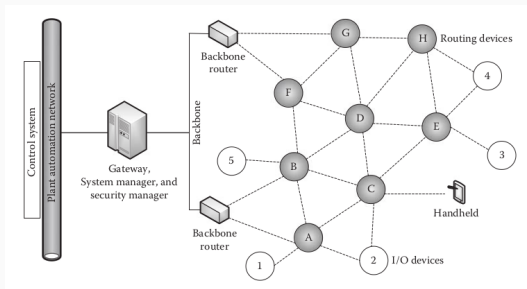 Control system
Plant automation network
Gateway,
System manager, and
security manager
Backbone
Backbone
router
Backbone
router
G
H
Routing devices
F
D
E
4
3
5
B
C
Handheld
A
1
2
I/O devices